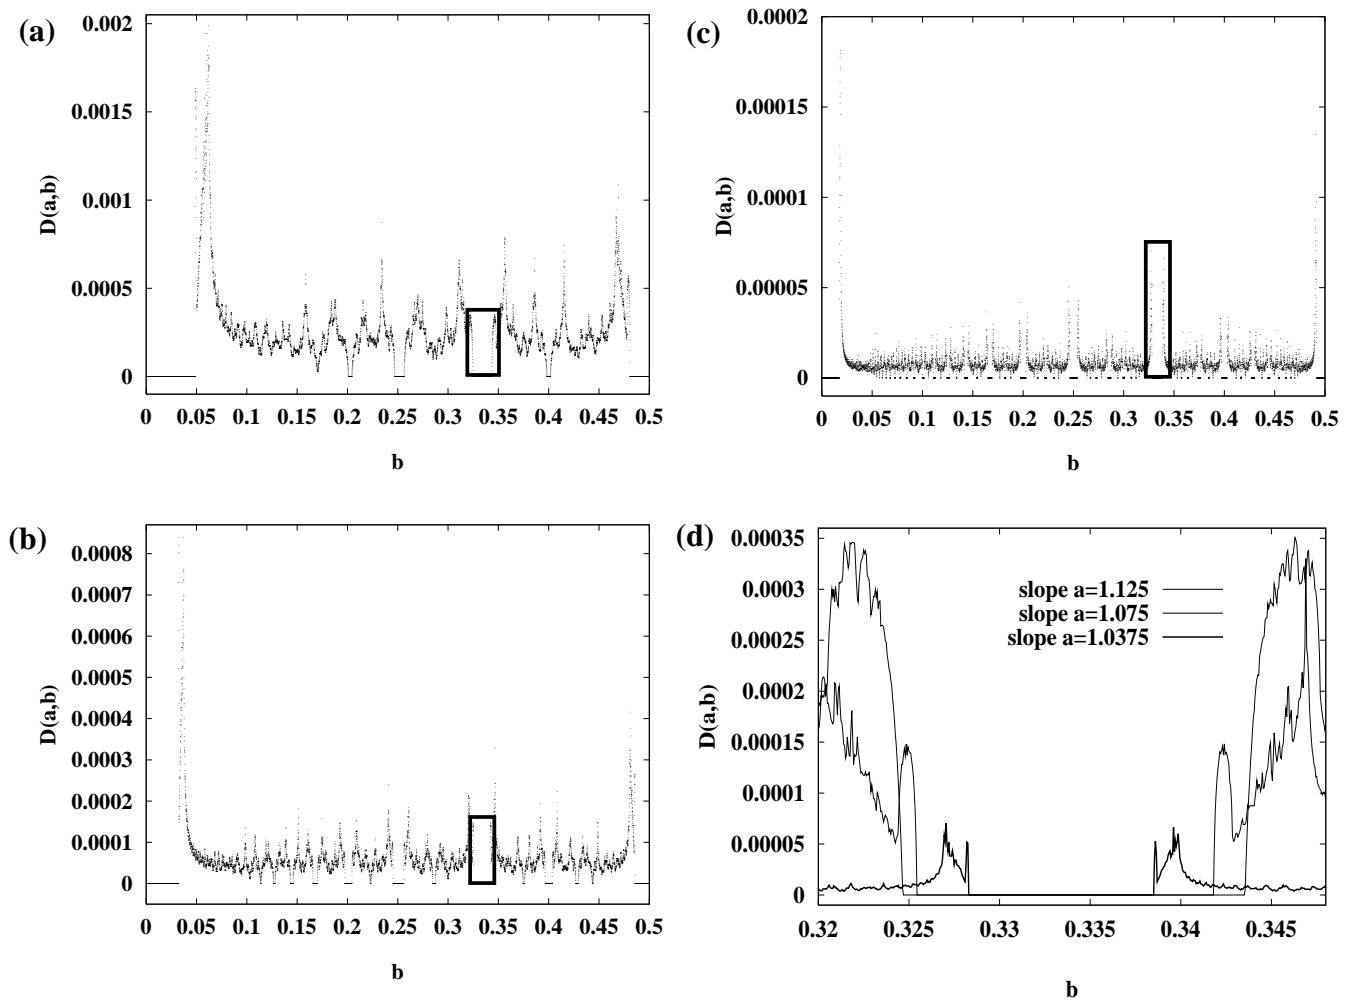 (a)
0.002
0.0015
0.001
0.0005
0
D(a,b)
0 0.05 0.1 0.15 0.2 0.25 0.3 0.35 0.4 0.45 0.5
b
(c)
0.0002
0.00015
0.0001
0.00005
0
D(a,b)
0 0.05 0.1 0.15 0.2 0.25 0.3 0.35 0.4 0.45 0.5
b
(b)
0.0008
0.0007
0.0006
0.0005
0.0004
0.0003
0.0002
0.0001
0
D(a,b)
0 0.05 0.1 0.15 0.2 0.25 0.3 0.35 0.4 0.45 0.5
b
(d)
0.00035
0.0003
0.00025
0.0002
0.00015
0.0001
0.00005
0
D(a,b)
slope a=1.125
slope a=1.075
slope a=1.0375
0.32 0.325 0.33 0.335 0.34 0.345
b